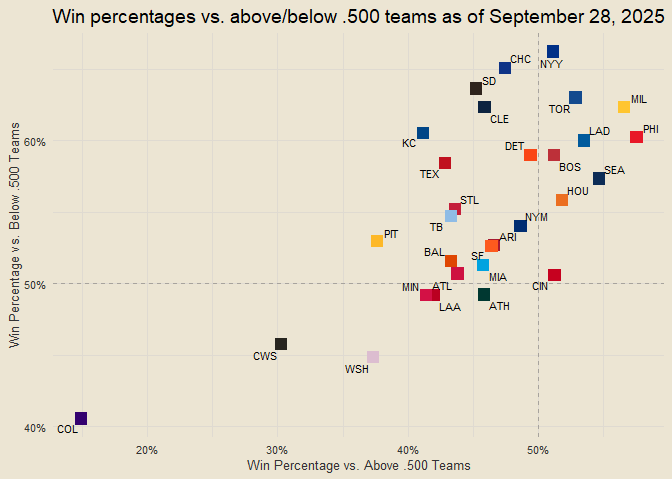 Win percentages vs. above/below .500 teams as of September 28, 2025
NYY
CHC
SD
TOR
MIL
CLE
PHI
KC
LAD
DET
BOS
TEX
SEA
HOU
STL
TB
NYM
PIT
ARI
SF
BAL
MIA
ATL
CIN
MIN
LAA
ATH
CWS
WSH
COL
60%
50%
40%
Win Percentage vs. Below .500 Teams
20%
30%
40%
50%
Win Percentage vs. Above .500 Teams